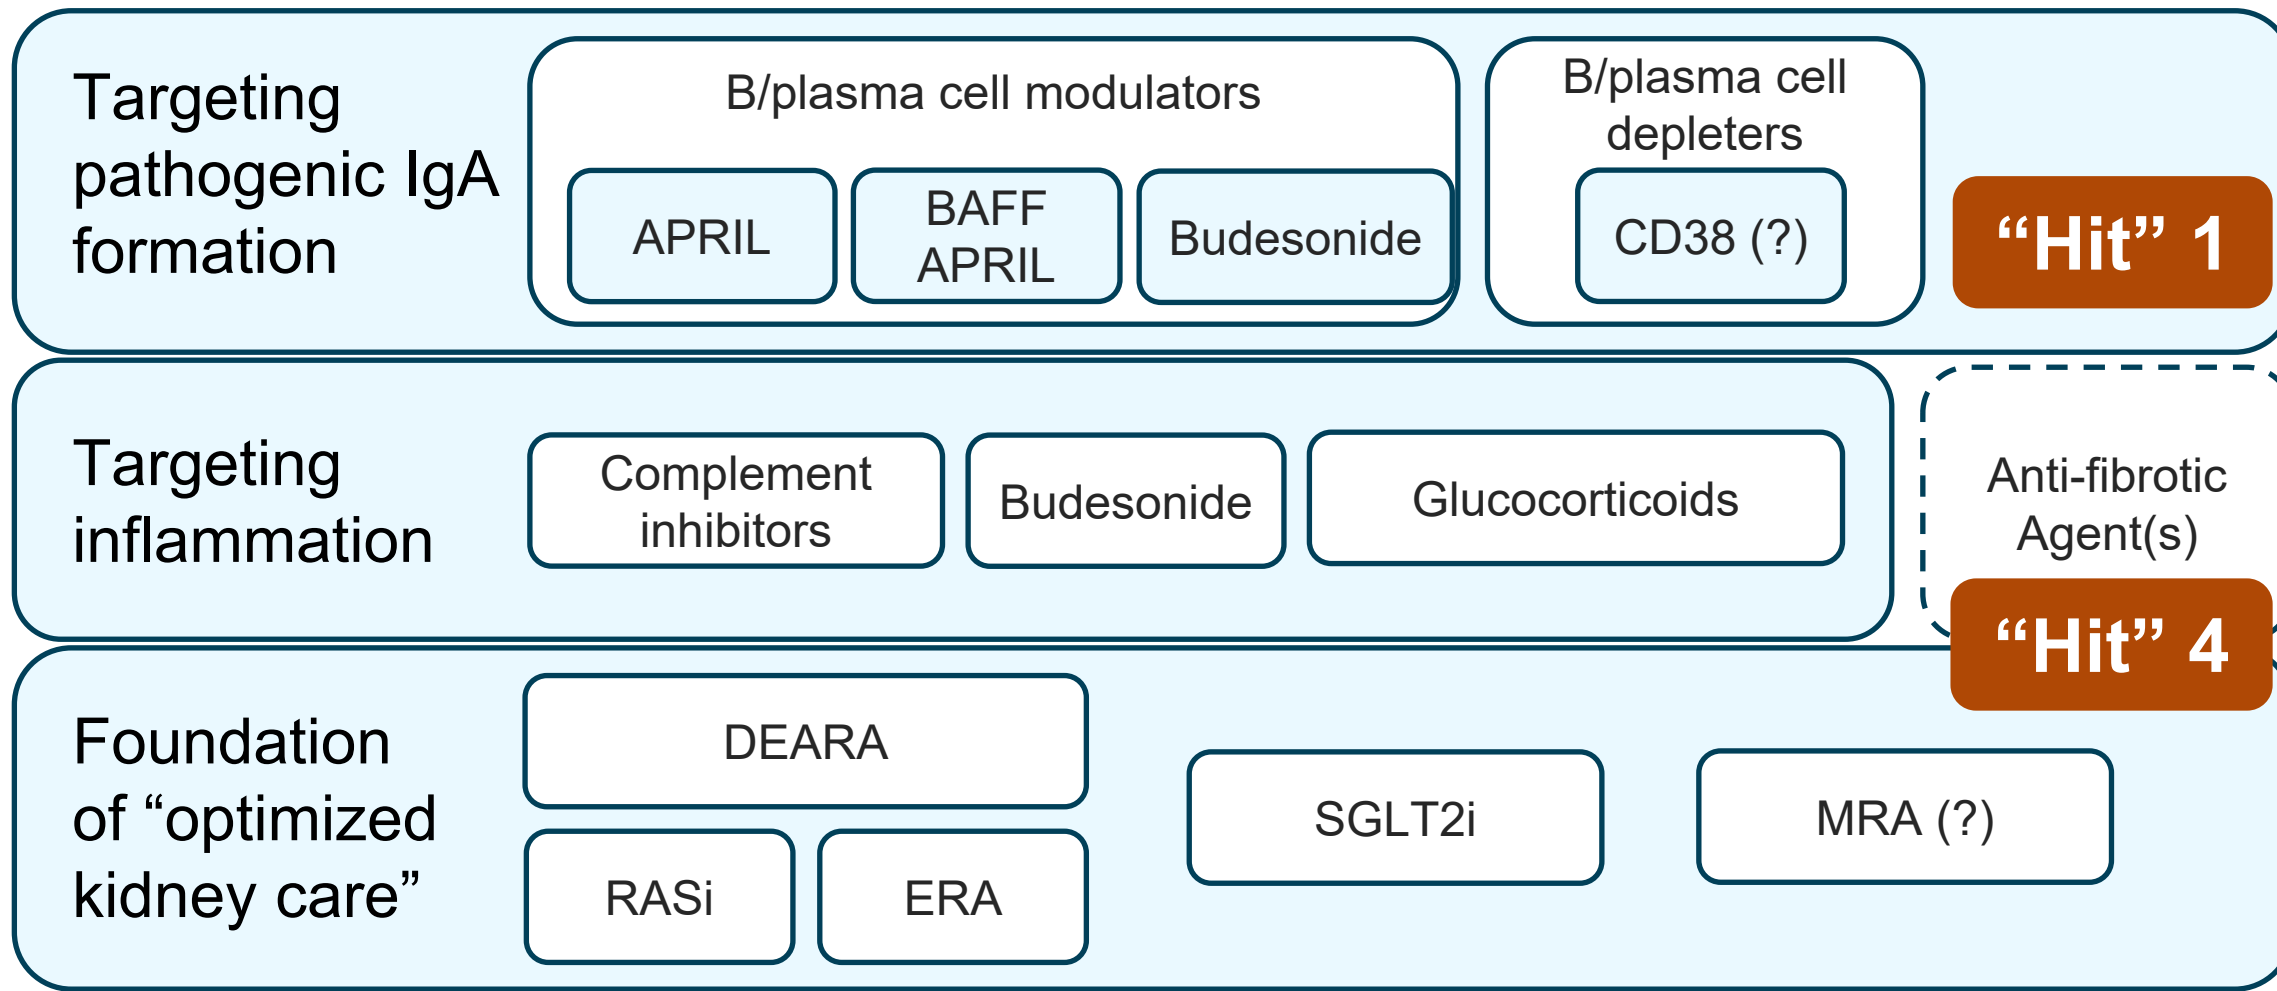 Targeting
pathogenic IgA
formation
B/plasma cell modulators
APRIL
BAFF
APRIL
Budesonide
B/plasma cell
depleters
CD38 (?)
“Hit” 1
Targeting
inflammation
Complement
inhibitors
Budesonide
Glucocorticoids
Anti-fibrotic
Agent(s)
“Hit” 4
Foundation
of “optimized
kidney care”
DEARA
RASi
ERA
SGLT2i
MRA (?)